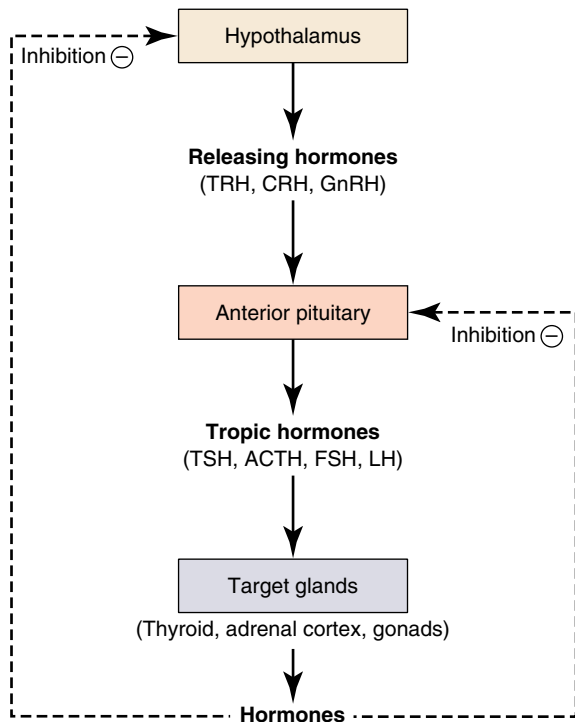 Hypothalamus
Inhibition −
Releasing hormones
(TRH, CRH, GnRH)
Anterior pituitary
Inhibition −
Tropic hormones
(TSH, ACTH, FSH, LH)
Target glands
(Thyroid, adrenal cortex, gonads)
Hormones